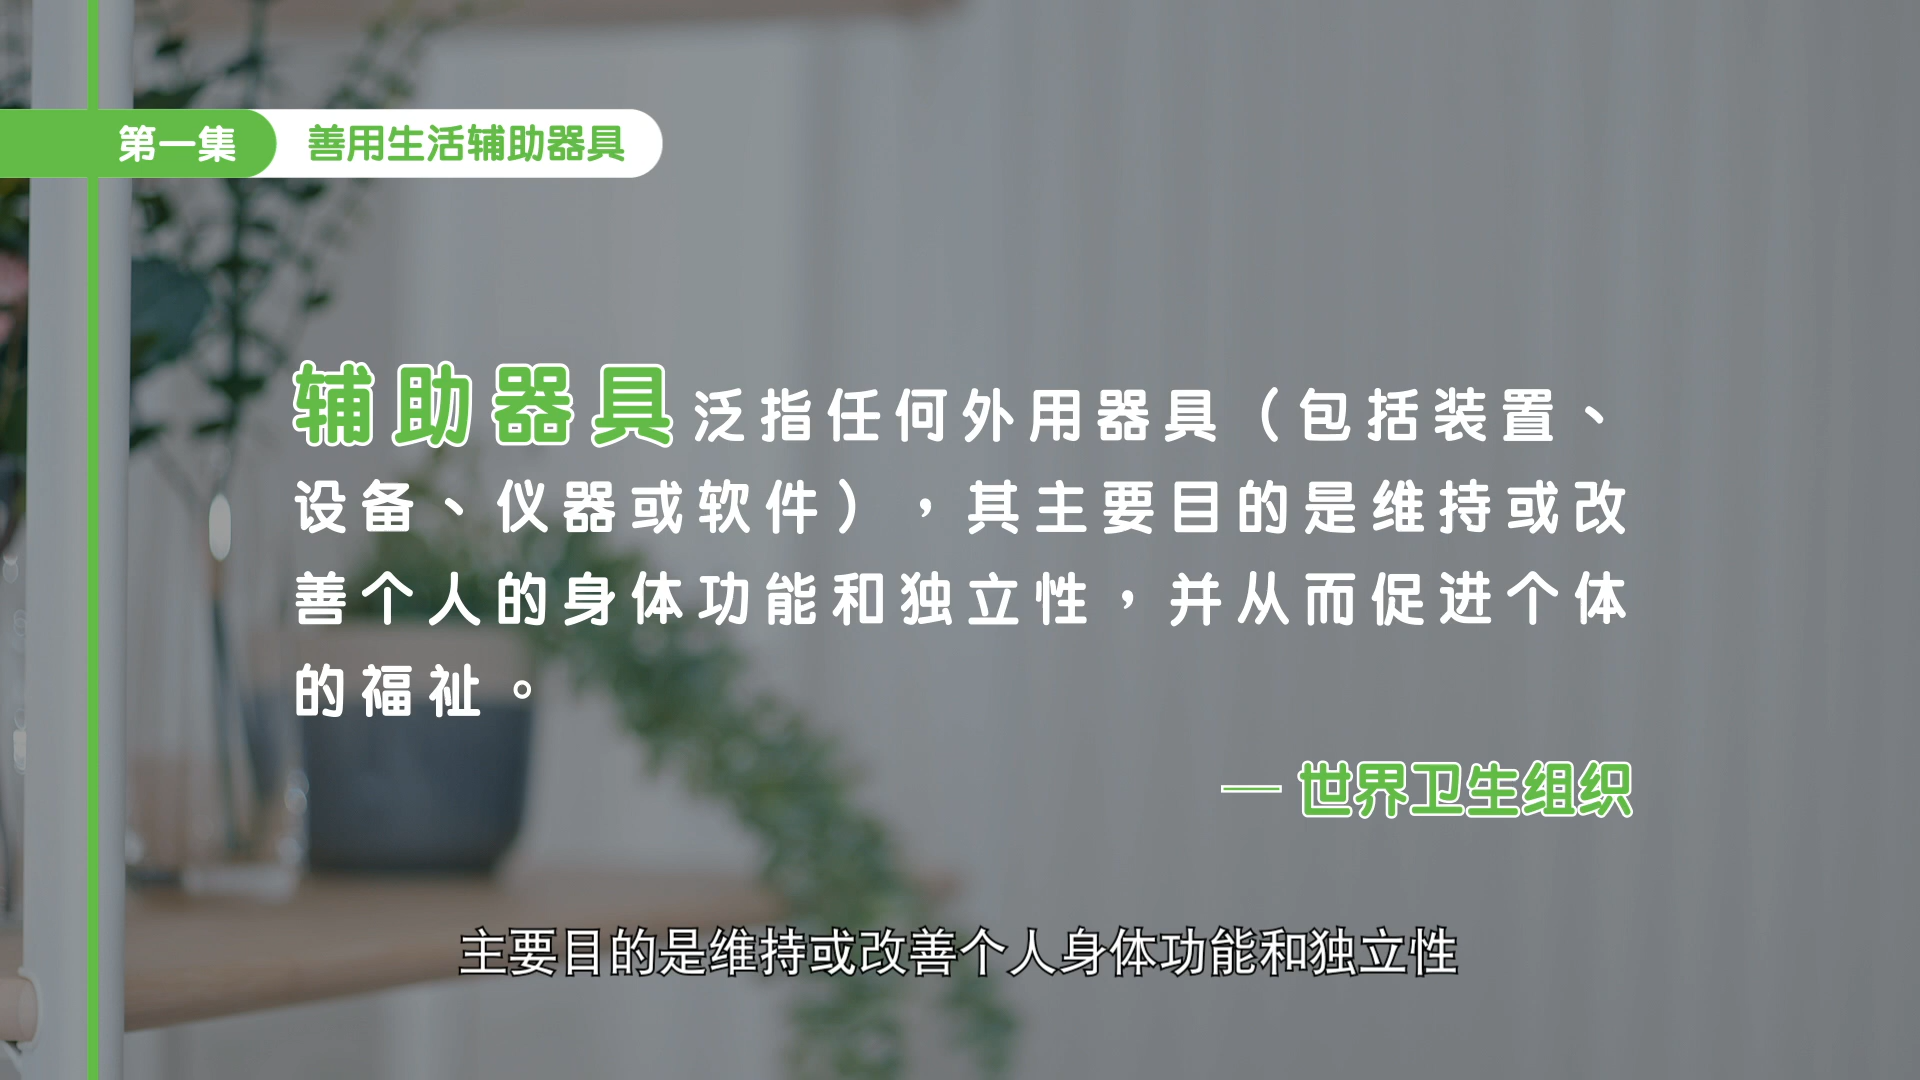 第一集 善用生活辅助器具
辅助器具泛指任何外用器具（包括装置、
设备、仪器或软件），其主要目的是维持或改
善个人的身体功能和独立性，并从而促进个体
的福祉。
— 世界卫生组织
主要目的是维持或改善个人身体功能和独立性